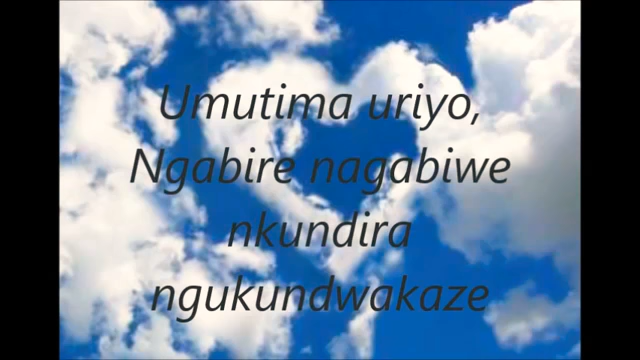 Umutima uriyo,
Ngabire nagabiwe
nkundira
ngukundwakaze